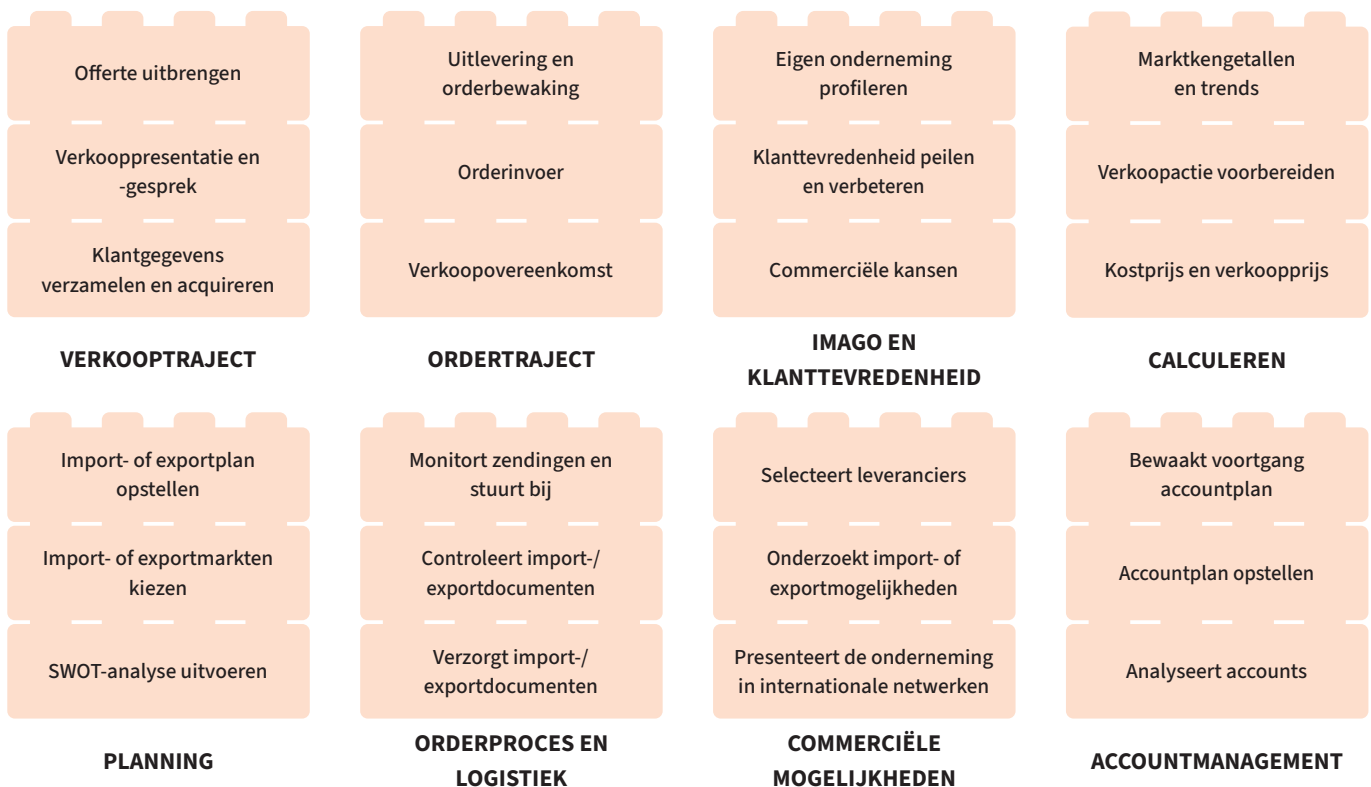 Offerte uitbrengen
Verkooppresentatie en
-gesprek
Klantgegevens
verzamelen en acquireren
VERKOOPTRAJECT
Uitlevering en
orderbewaking
Orderinvoer
Verkoopovereenkomst
ORDERTRAJECT
Eigen onderneming
profileren
Klanttevredenheid peilen
en verbeteren
Commerciële kansen
IMAGO EN
KLANTTEVREDENHEID
Marktkengetallen
en trends
Verkoopactie voorbereiden
Kostprijs en verkoopprijs
CALCULEREN
Import- of exportplan
opstellen
Import- of exportmarkten
kiezen
SWOT-analyse uitvoeren
PLANNING
Monitort zendingen en
stuurt bij
Controleert import-/
exportdocumenten
Verzorgt import-/
exportdocumenten
ORDERPROCES EN
LOGISTIEK
Selecteert leveranciers
Onderzoekt import- of
exportmogelijkheden
Presenteert de onderneming
in internationale netwerken
COMMERCIËLE
MOGELIJKHEDEN
Bewaakt voortgang
accountplan
Accountplan opstellen
Analyseert accounts
ACCOUNTMANAGEMENT